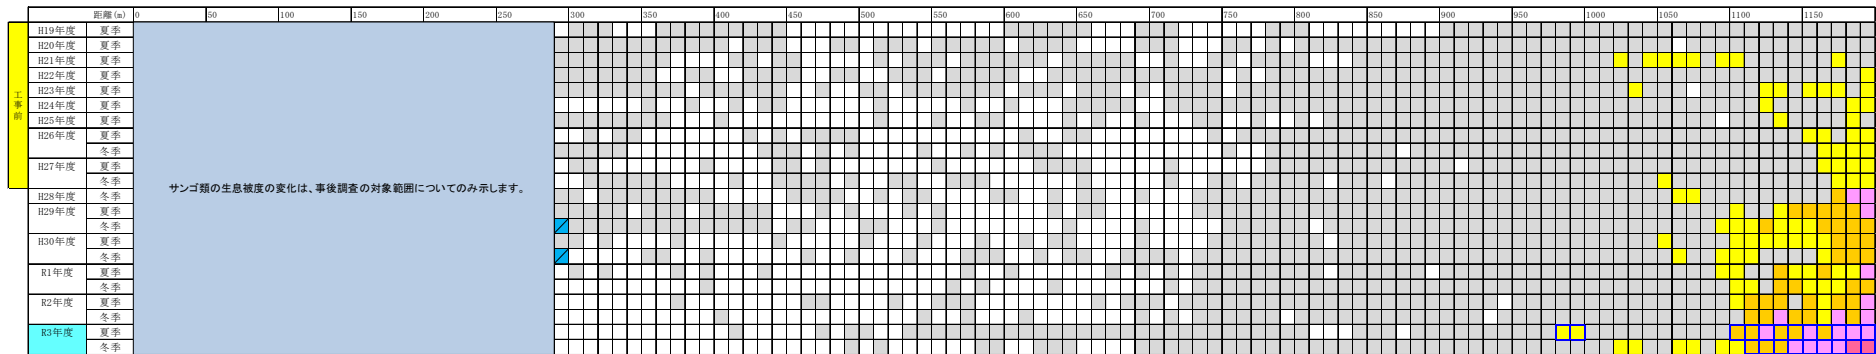 距離(m) 0 50 100 150 200 250 300 350 400 450 500 550 600 650 700 750 800 850 900 950 1000 1050 1100 1150
工事前
H19年度 夏季
H20年度 夏季
H21年度 夏季
H22年度 夏季
H23年度 夏季
H24年度 夏季
H25年度 夏季
H26年度 夏季
冬季
H27年度 夏季
冬季
サンゴ類の生息被度の変化は、事後調査の対象範囲についてのみ示します。
H28年度 冬季
H29年度 夏季
冬季
H30年度 夏季
冬季
R1年度 夏季
冬季
R2年度 夏季
冬季
R3年度 夏季
冬季